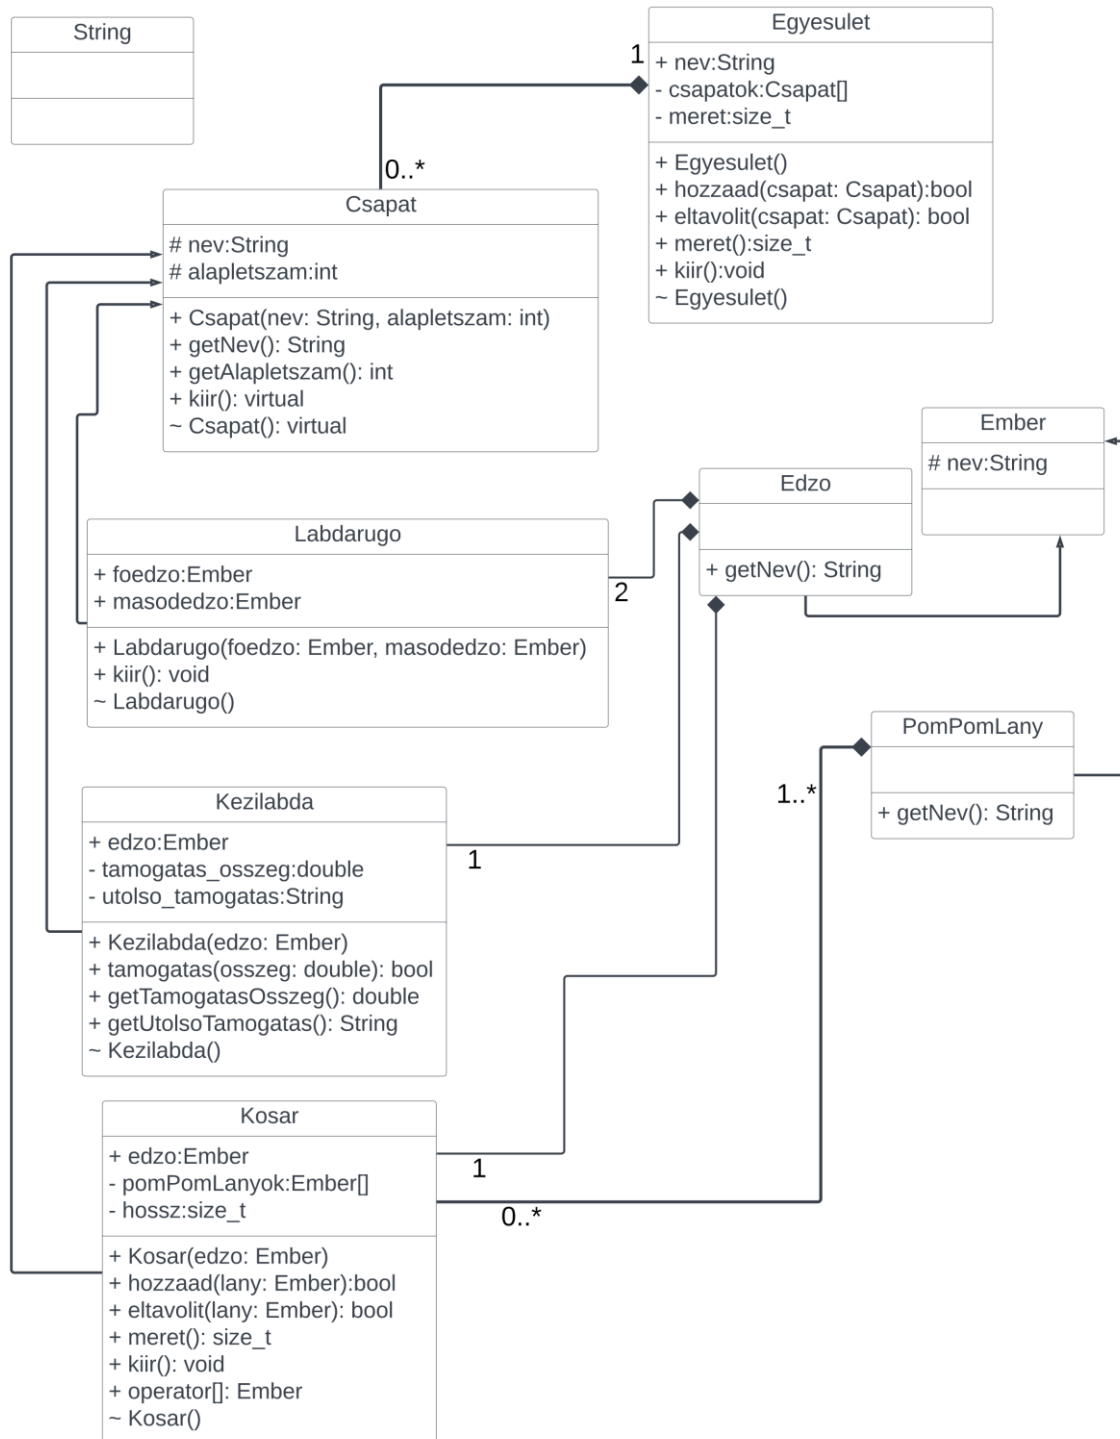 String
Egyesulet
+ nev:String
- csapatok:Csapat[]
- meret:size_t
+ Egyesulet()
+ hozzaad(csapat: Csapat):bool
+ eltavolit(csapat: Csapat): bool
+ meret():size_t
+ kiir():void
~ Egyesulet()
1
0..*
Csapat
# nev:String
# alapletszam:int
+ Csapat(nev: String, alapletszam: int)
+ getNev(): String
+ getAlapletszam(): int
+ kiir(): virtual
~ Csapat(): virtual
Ember
# nev:String
Edzo
+ getNev(): String
Labdarugo
+ foedzo:Ember
+ masodedzo:Ember
+ Labdarugo(foedzo: Ember, masodedzo: Ember)
+ kiir(): void
~ Labdarugo()
2
PomPomLany
+ getNev(): String
1..*
Kezilabda
+ edzo:Ember
- tamogatas_osszeg:double
- utolso_tamogatas:String
+ Kezilabda(edzo: Ember)
+ tamogatas(osszeg: double): bool
+ getTamogatasOsszeg(): double
+ getUtolsoTamogatas(): String
~ Kezilabda()
1
Kosar
+ edzo:Ember
- pomPomLanyok:Ember[]
- hossz:size_t
+ Kosar(edzo: Ember)
+ hozzaad(lany: Ember):bool
+ eltavolit(lany: Ember): bool
+ meret(): size_t
+ kiir(): void
+ operator[]: Ember
~ Kosar()
1
0..*